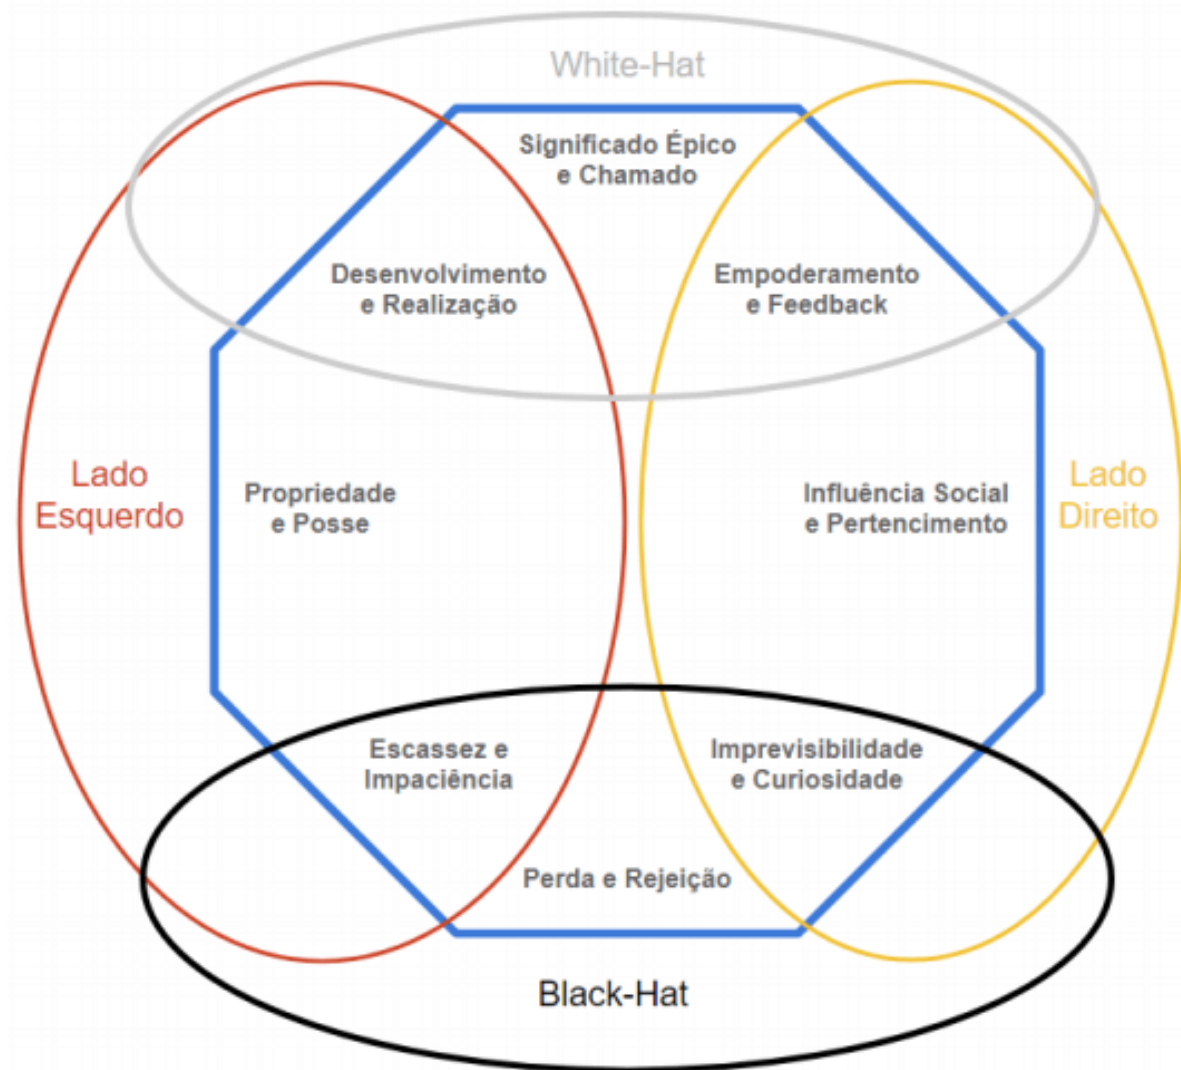 White-Hat
Significado Épico
e Chamado
Desenvolvimento
e Realização
Empoderamento
e Feedback
Lado
Esquerdo
Propriedade
e Posse
Influência Social
e Pertencimento
Lado
Direito
Escassez e
Impaciência
Imprevisibilidade
e Curiosidade
Perda e Rejeição
Black-Hat